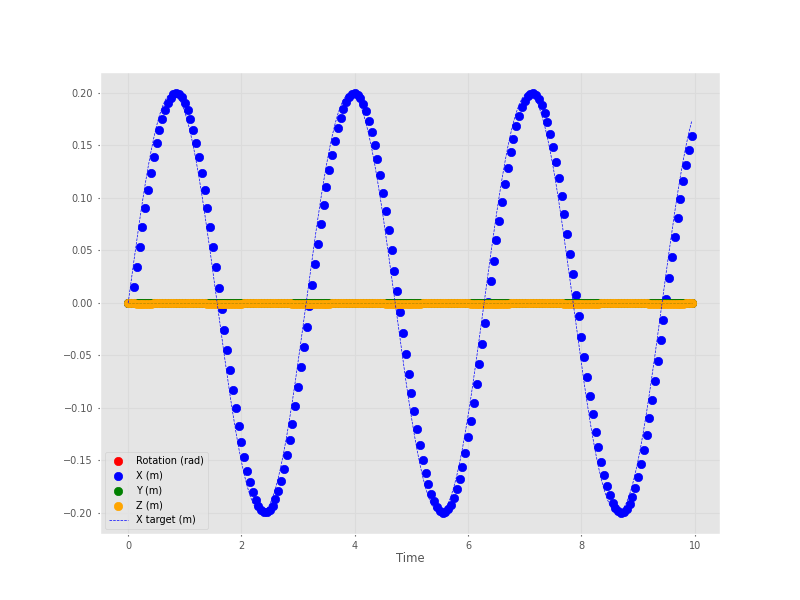 0.20
0.15
0.10
0.05
0.00
−0.05
−0.10
−0.15
−0.20
Rotation (rad)
X (m)
Y (m)
Z (m)
X target (m)
0 2 4 6 8 10
Time